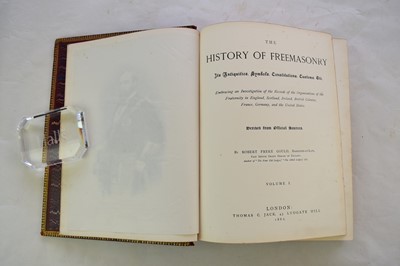 THE
HISTORY OF FREEMASONRY
Its Antiquities, Symbols, Constitutions, Customs, Etc.
Embracing an Investigation of the Records of the Organisations of the
Fraternity in England, Scotland, Ireland, British Colonies,
France, Germany, and the United States
Derived from Official Sources
By ROBERT FREKE GOULD,
VOLUME I.
LONDON:
THOMAS C. JACK, 45 LUDGATE HILL